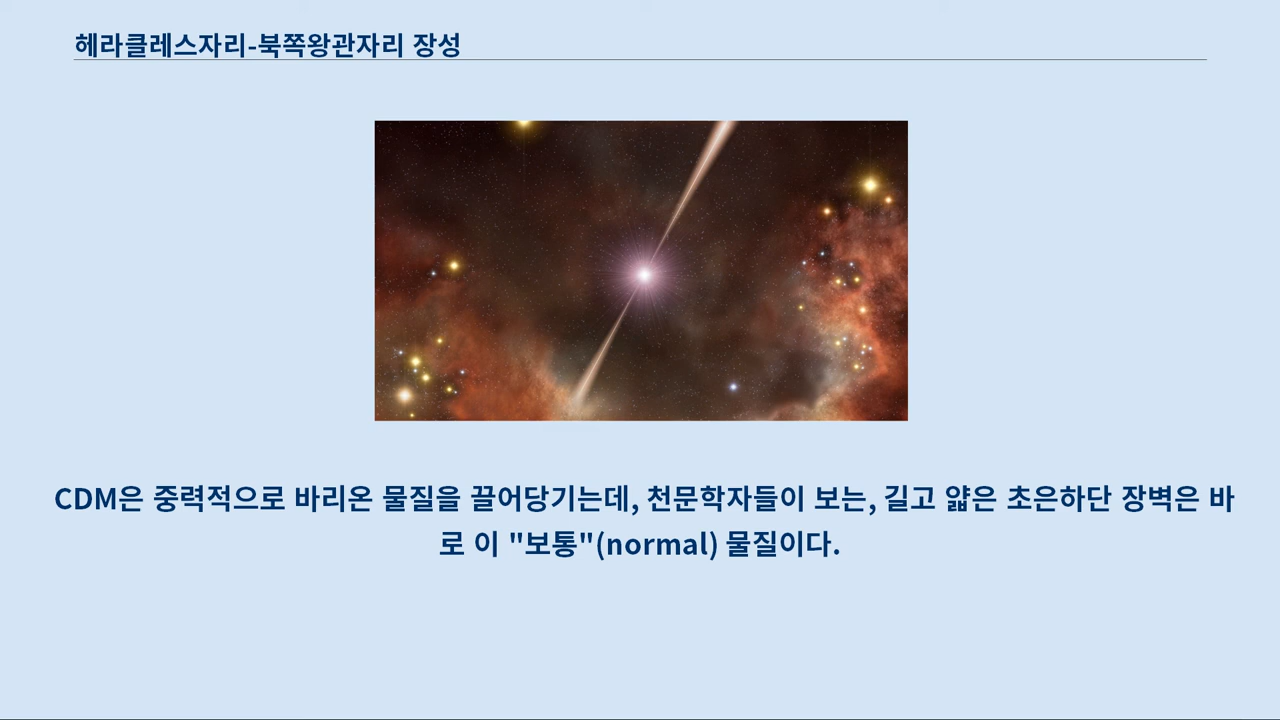 헤라클레스자리-북쪽왕관자리 장성
CDM은 중력적으로 바리온 물질을 끌어당기는데, 천문학자들이 보는, 길고 얇은 초은하단 장벽은 바
로 이 "보통"(normal) 물질이다.